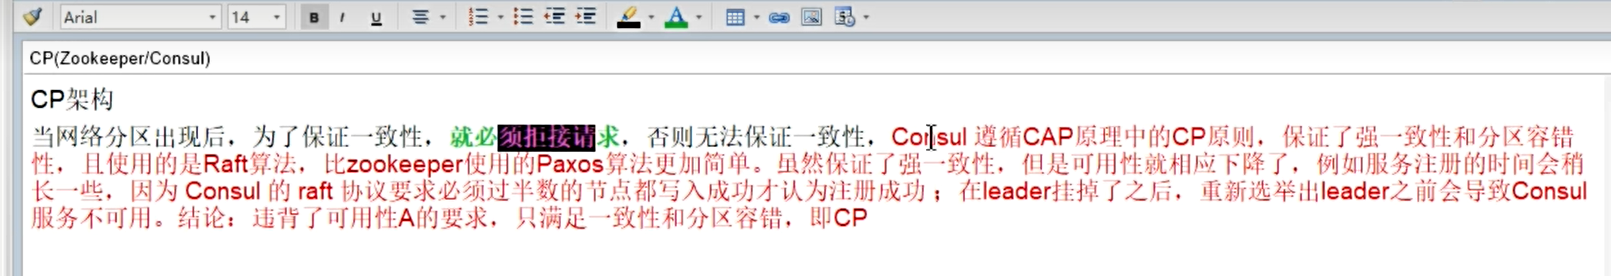 Arial 14 B I U
CP(Zookeeper/Consul)
CP架构
当网络分区出现后，为了保证一致性，就必须拒接请求，否则无法保证一致性，Consul 遵循CAP原理中的CP原则，保证了强一致性和分区容错
性，且使用的是Raft算法，比zookeeper使用的Paxos算法更加简单。虽然保证了强一致性，但是可用性就相应下降了，例如服务注册的时间会稍
长一些，因为 Consul 的 raft 协议要求必须过半数的节点都写入成功才认为注册成功 ；在leader挂掉了之后，重新选举出leader之前会导致Consul
服务不可用。结论：违背了可用性A的要求，只满足一致性和分区容错，即CP